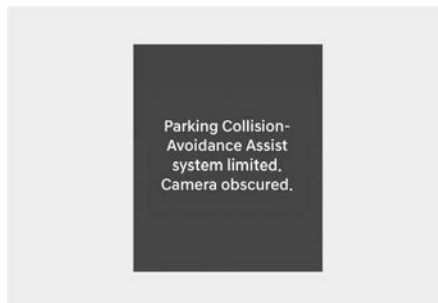 Parking Collision-
Avoidance Assist
system limited.
Camera obscured.